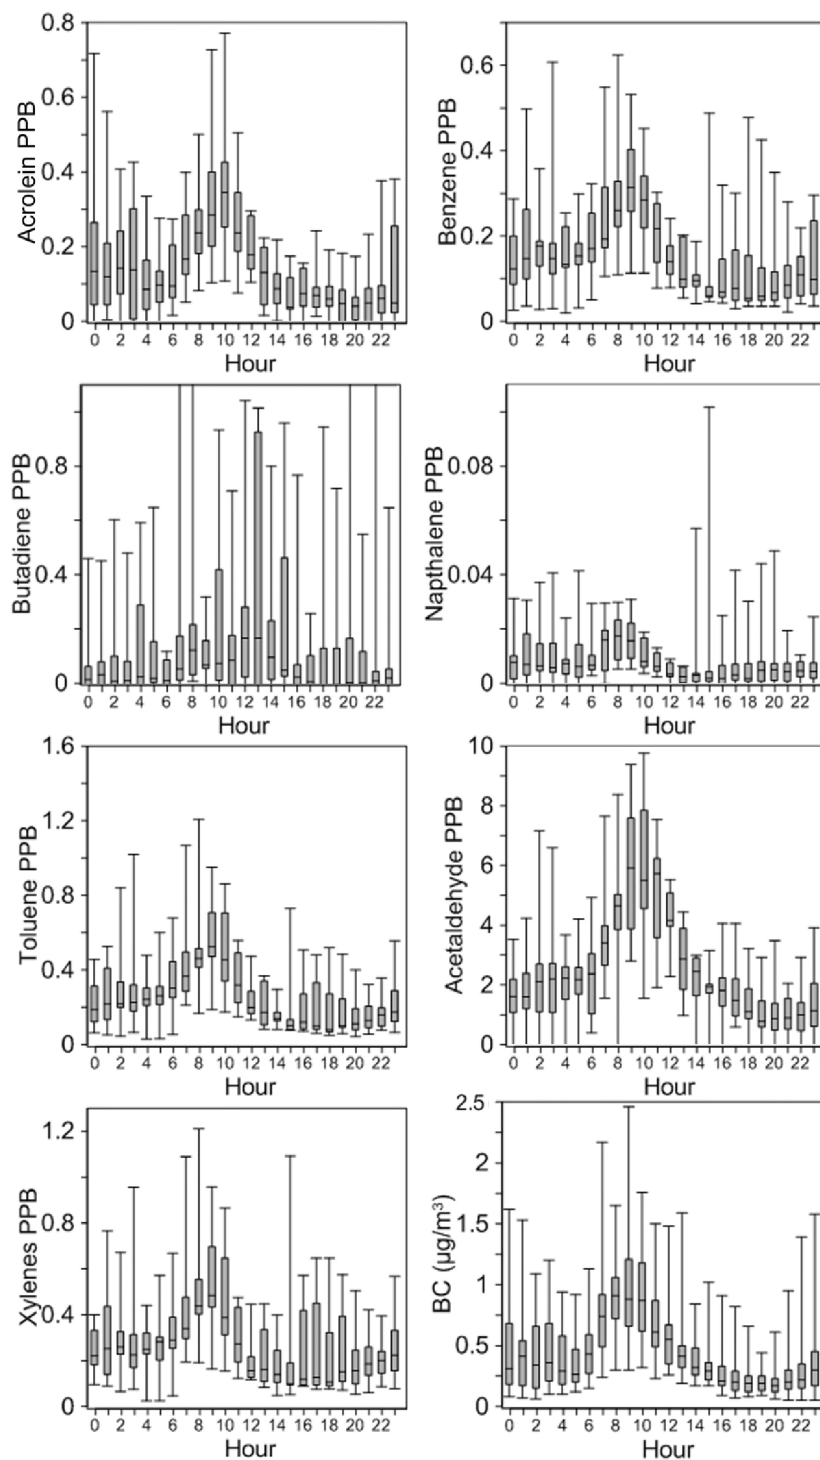 Acrolein PPB
0.8
0.6
0.4
0.2
0
0 2 4 6 8 10 12 14 16 18 20 22
Hour
Benzene PPB
0.6
0.4
0.2
0
0 2 4 6 8 10 12 14 16 18 20 22
Hour
Butadiene PPB
0.8
0.4
0
0 2 4 6 8 10 12 14 16 18 20 22
Hour
Napthalene PPB
0.08
0.04
0
0 2 4 6 8 10 12 14 16 18 20 22
Hour
Toluene PPB
1.6
1.2
0.8
0.4
0
0 2 4 6 8 10 12 14 16 18 20 22
Hour
Acetaldehyde PPB
10
8
6
4
2
0
0 2 4 6 8 10 12 14 16 18 20 22
Hour
Xylenes PPB
1.2
0.8
0.4
0
0 2 4 6 8 10 12 14 16 18 20 22
Hour
BC (µg/m³)
2.5
2
1.5
1
0.5
0
0 2 4 6 8 10 12 14 16 18 20 22
Hour